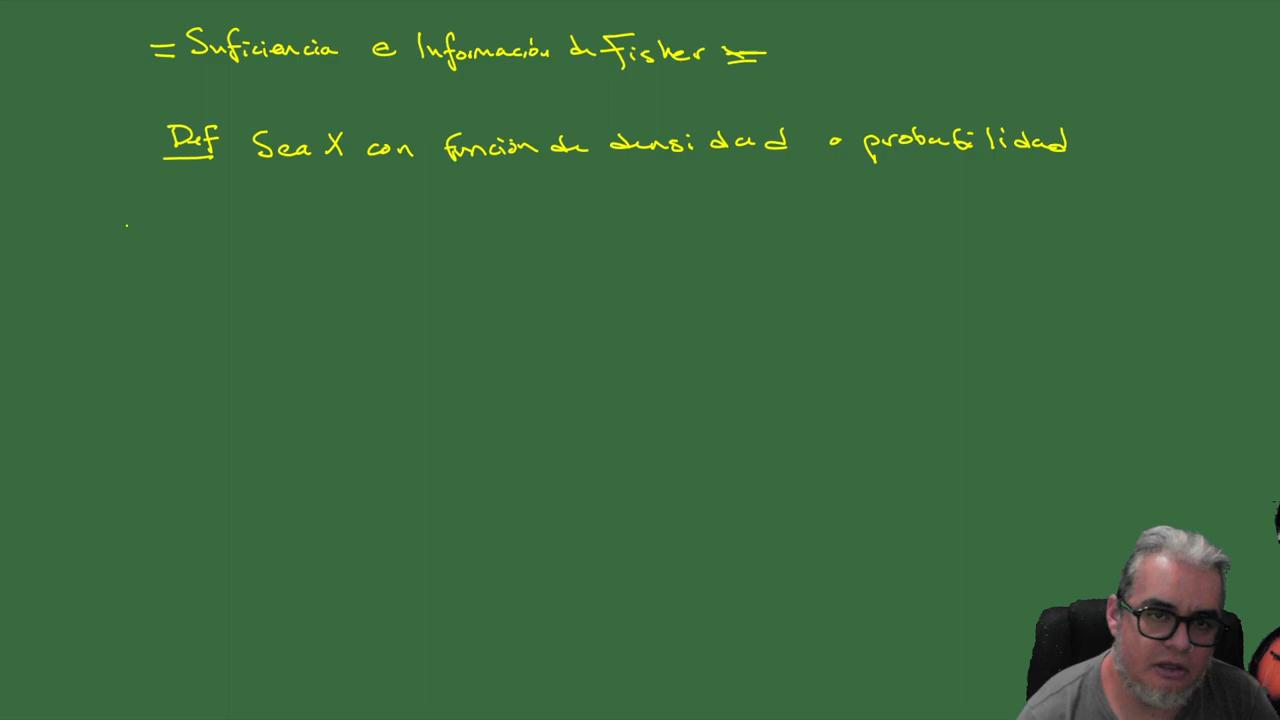 = Suficiencia e Información de Fisher =
Def Sea X con función de densidad o probabilidad